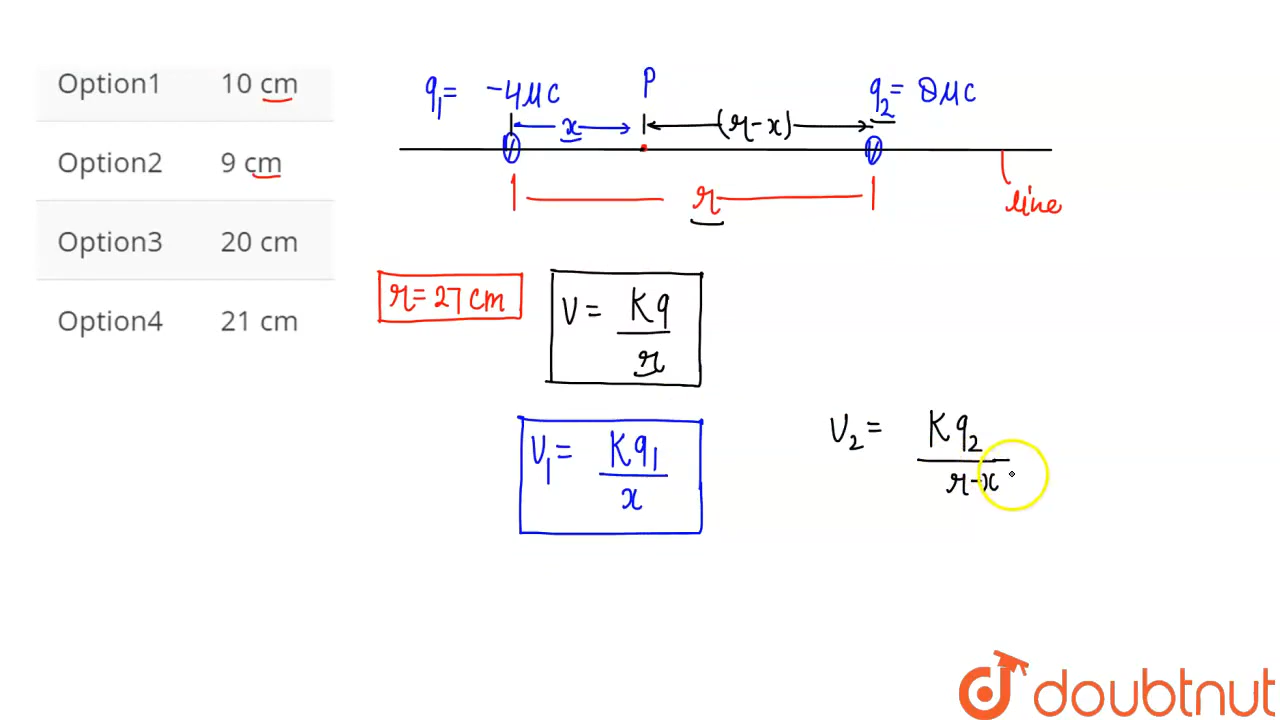 Option1 10 cm
Option2 9 cm
Option3 20 cm
Option4 21 cm
q₁= -4μC P q₂= 8μC
x (r-x)
r
line
r= 27 cm
V= Kq/r
V₁= Kq₁/x
V₂= Kq₂/r-x
doubtnut